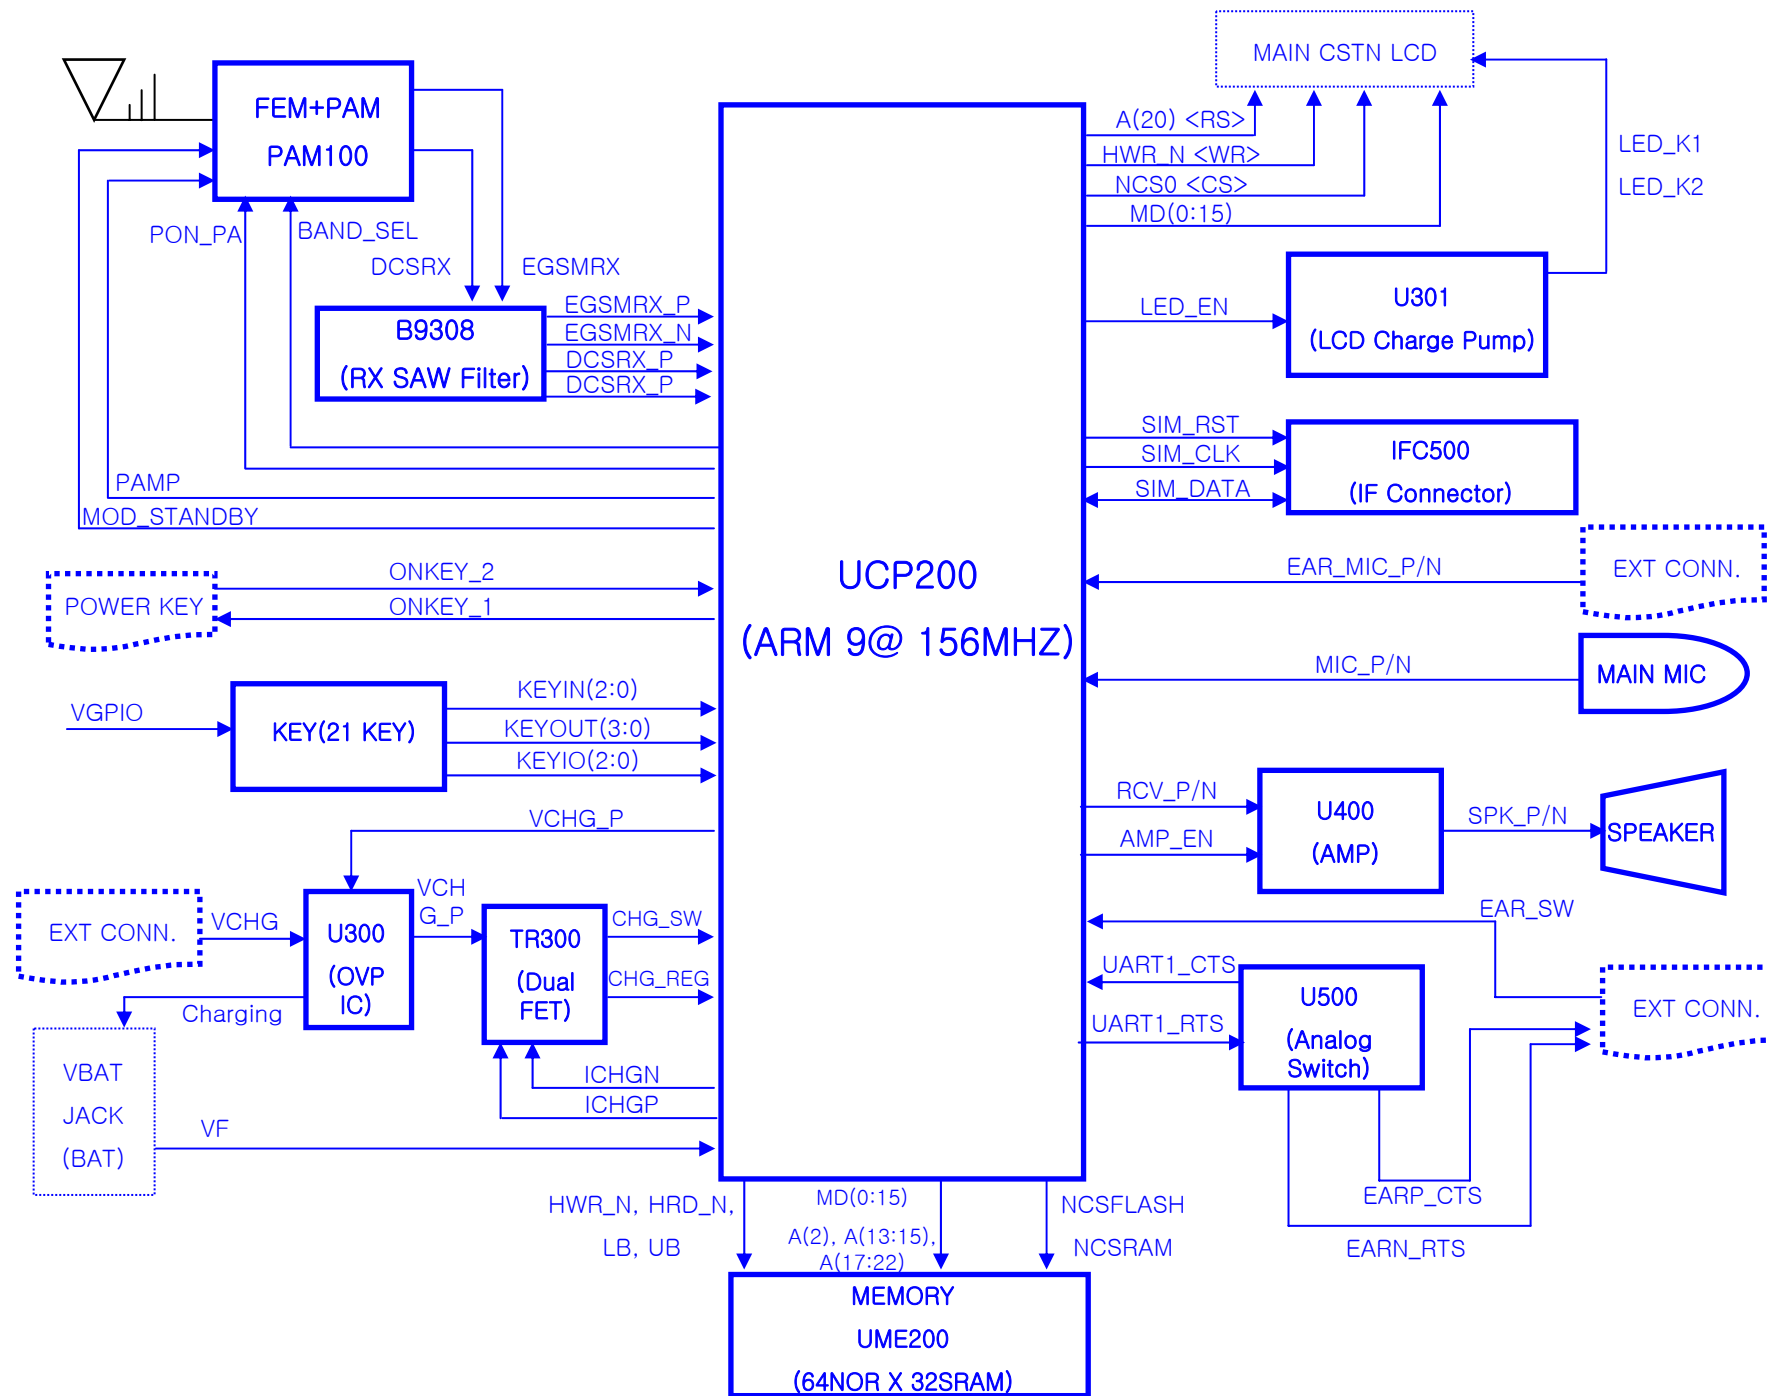 MAIN CSTN LCD
FEM+PAM
PAM100
A(20) <RS>
HWR_N <WR>
NCS0 <CS>
MD(0:15)
LED_K1
LED_K2
PON_PA
BAND_SEL
DCSRX
EGSMRX
B9308
(RX SAW Filter)
EGSMRX_P
EGSMRX_N
DCSRX_P
DCSRX_P
LED_EN
U301
(LCD Charge Pump)
PAMP
MOD_STANDBY
SIM_RST
SIM_CLK
SIM_DATA
IFC500
(IF Connector)
UCP200
(ARM 9@ 156MHZ)
POWER KEY
ONKEY_2
ONKEY_1
EAR_MIC_P/N
EXT CONN.
MIC_P/N
MAIN MIC
VGPIO
KEY(21 KEY)
KEYIN(2:0)
KEYOUT(3:0)
KEYIO(2:0)
RCV_P/N
AMP_EN
U400
(AMP)
SPK_P/N
SPEAKER
VCHG_P
EXT CONN.
VCHG
U300
(OVP
IC)
VCH
G_P
TR300
(Dual
FET)
CHG_SW
CHG_REG
Charging
ICHGN
ICHGP
VBAT
JACK
(BAT)
VF
EAR_SW
UART1_CTS
UART1_RTS
U500
(Analog
Switch)
EXT CONN.
EARP_CTS
EARN_RTS
HWR_N, HRD_N,
LB, UB
MD(0:15)
A(2), A(13:15),
A(17:22)
NCSFLASH
NCSRAM
MEMORY
UME200
(64NOR X 32SRAM)